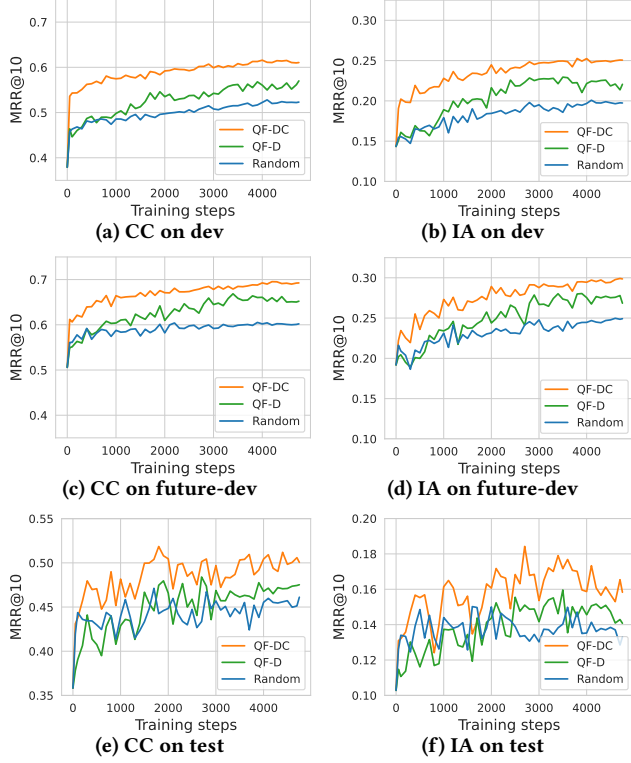 0.7
0.6
0.5
0.4
MRR@10
QF-DC
QF-D
Random
0 1000 2000 3000 4000
Training steps
(a) CC on dev
0.25
0.20
0.15
0.10
MRR@10
QF-DC
QF-D
Random
0 1000 2000 3000 4000
Training steps
(b) IA on dev
0.7
0.6
0.5
0.4
MRR@10
QF-DC
QF-D
Random
0 1000 2000 3000 4000
Training steps
(c) CC on future-dev
0.30
0.25
0.20
0.15
0.10
MRR@10
QF-DC
QF-D
Random
0 1000 2000 3000 4000
Training steps
(d) IA on future-dev
0.55
0.50
0.45
0.40
0.35
MRR@10
QF-DC
QF-D
Random
0 1000 2000 3000 4000
Training steps
(e) CC on test
0.20
0.18
0.16
0.14
0.12
0.10
MRR@10
QF-DC
QF-D
Random
0 1000 2000 3000 4000
Training steps
(f) IA on test